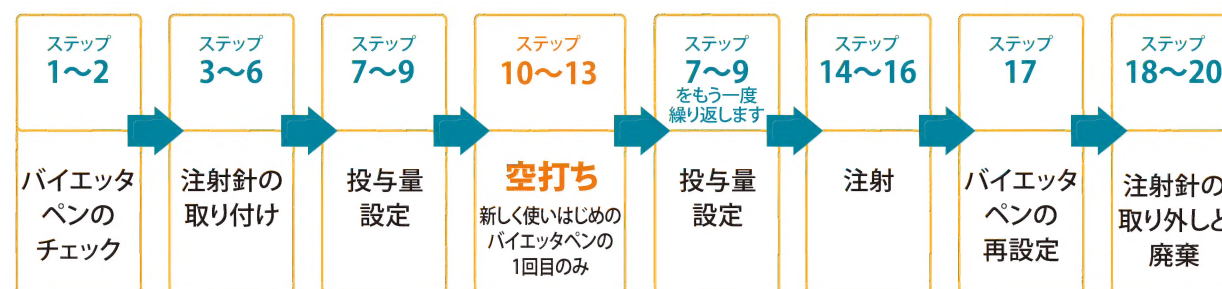 ステップ
1〜2
バイエッタ
ペンの
チェック
ステップ
3〜6
注射針の
取り付け
ステップ
7〜9
投与量
設定
ステップ
10〜13
空打ち
新しく使いはじめの
バイエッタペンの
1回目のみ
ステップ
7〜9
をもう一度
繰り返します
投与量
設定
ステップ
14〜16
注射
ステップ
17
バイエッタ
ペンの
再設定
ステップ
18〜20
注射針の
取り外しと
廃棄